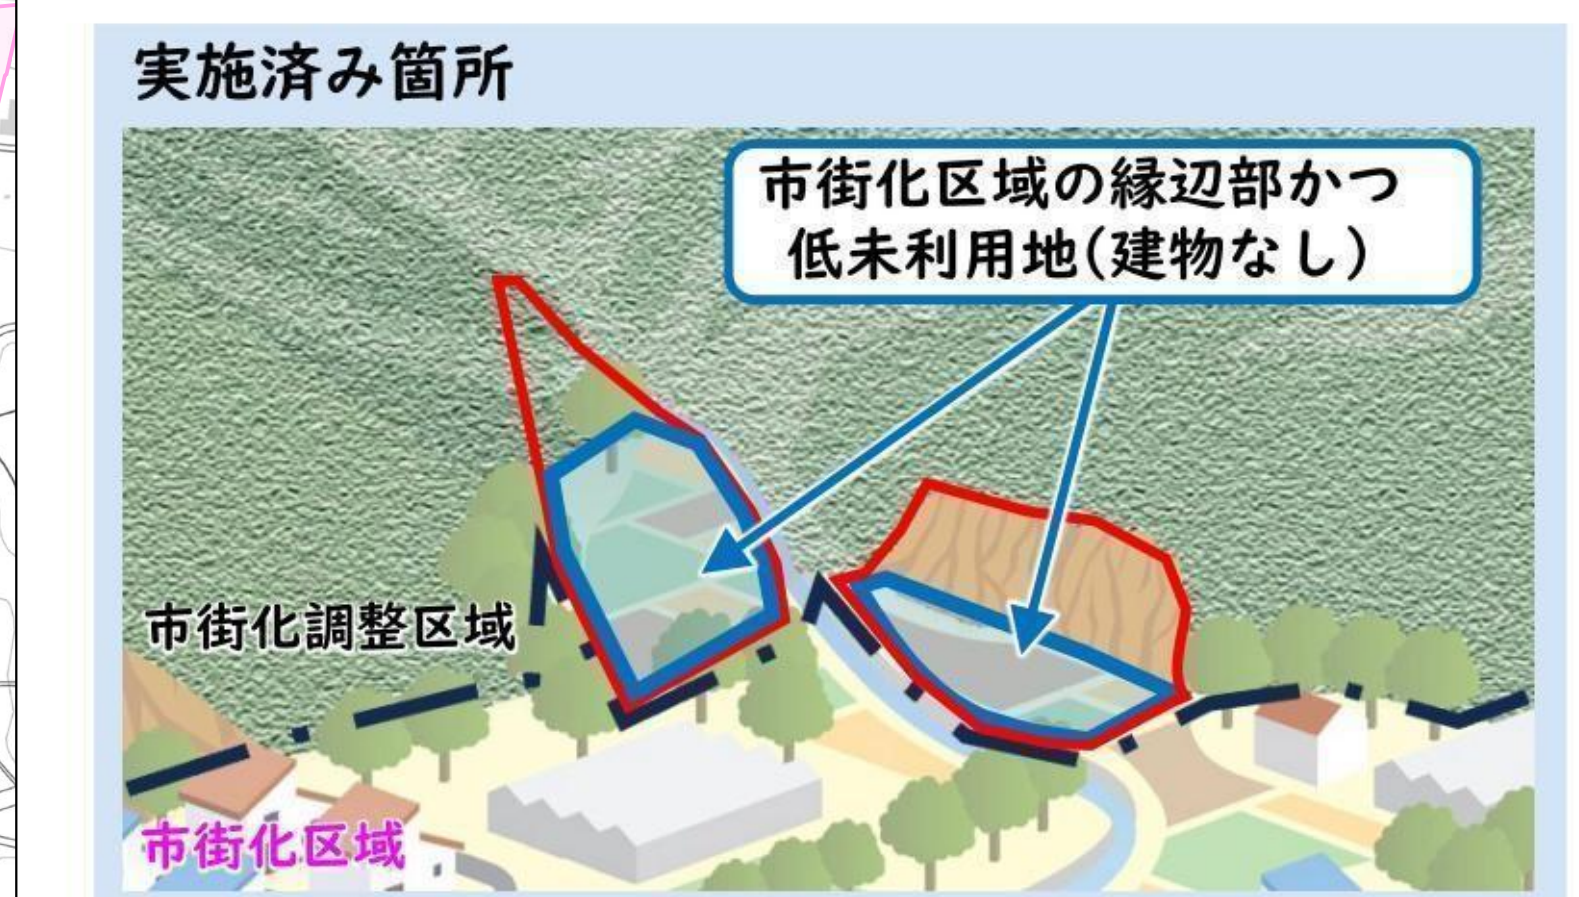 実施済み箇所
市街化区域の縁辺部かつ
低未利用地(建物なし)
市街化調整区域
市街化区域